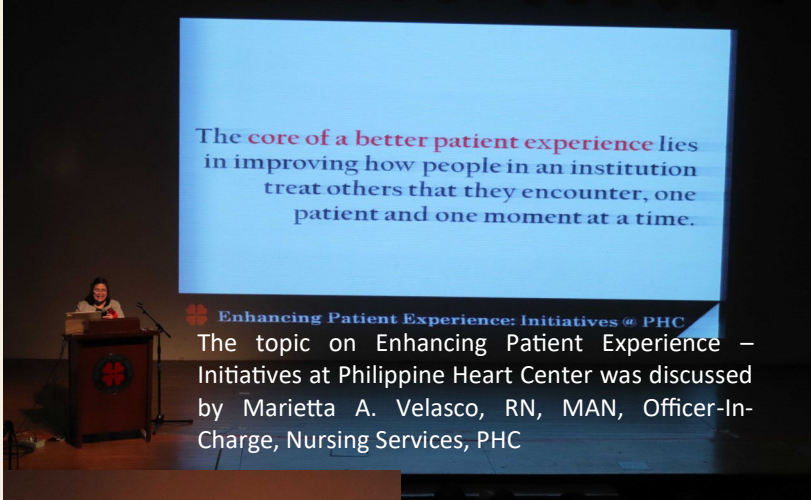 The core of a better patient experience lies
in improving how people in an institution
treat others that they encounter, one
patient and one moment at a time.
Enhancing Patient Experience: Initiatives @ PHC
The topic on Enhancing Patient Experience –
Initiatives at Philippine Heart Center was discussed
by Marietta A. Velasco, RN, MAN, Officer-In-
Charge, Nursing Services, PHC